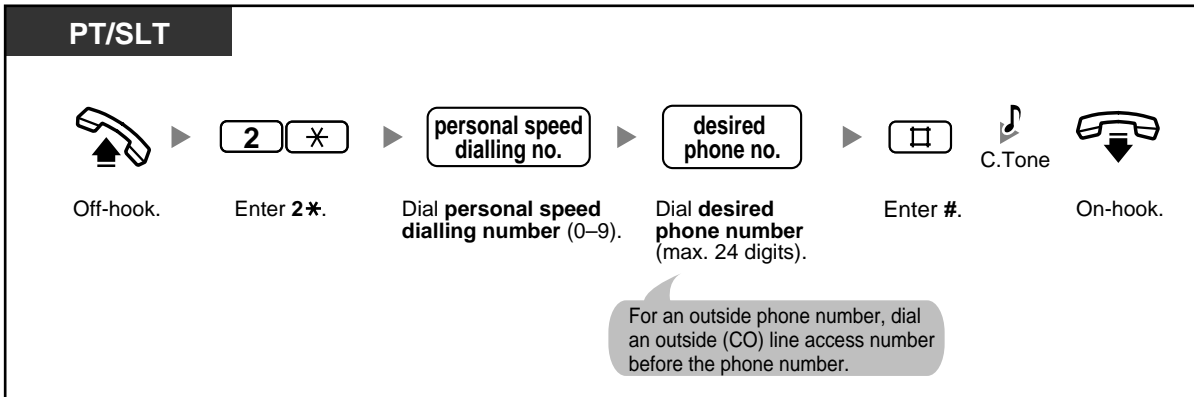 PT/SLT
2 ✳
personal speed
dialling no.
desired
phone no.
#
C.Tone
Off-hook.
Enter 2✳.
Dial personal speed
dialling number (0–9).
Dial desired
phone number
(max. 24 digits).
Enter #.
On-hook.
For an outside phone number, dial
an outside (CO) line access number
before the phone number.